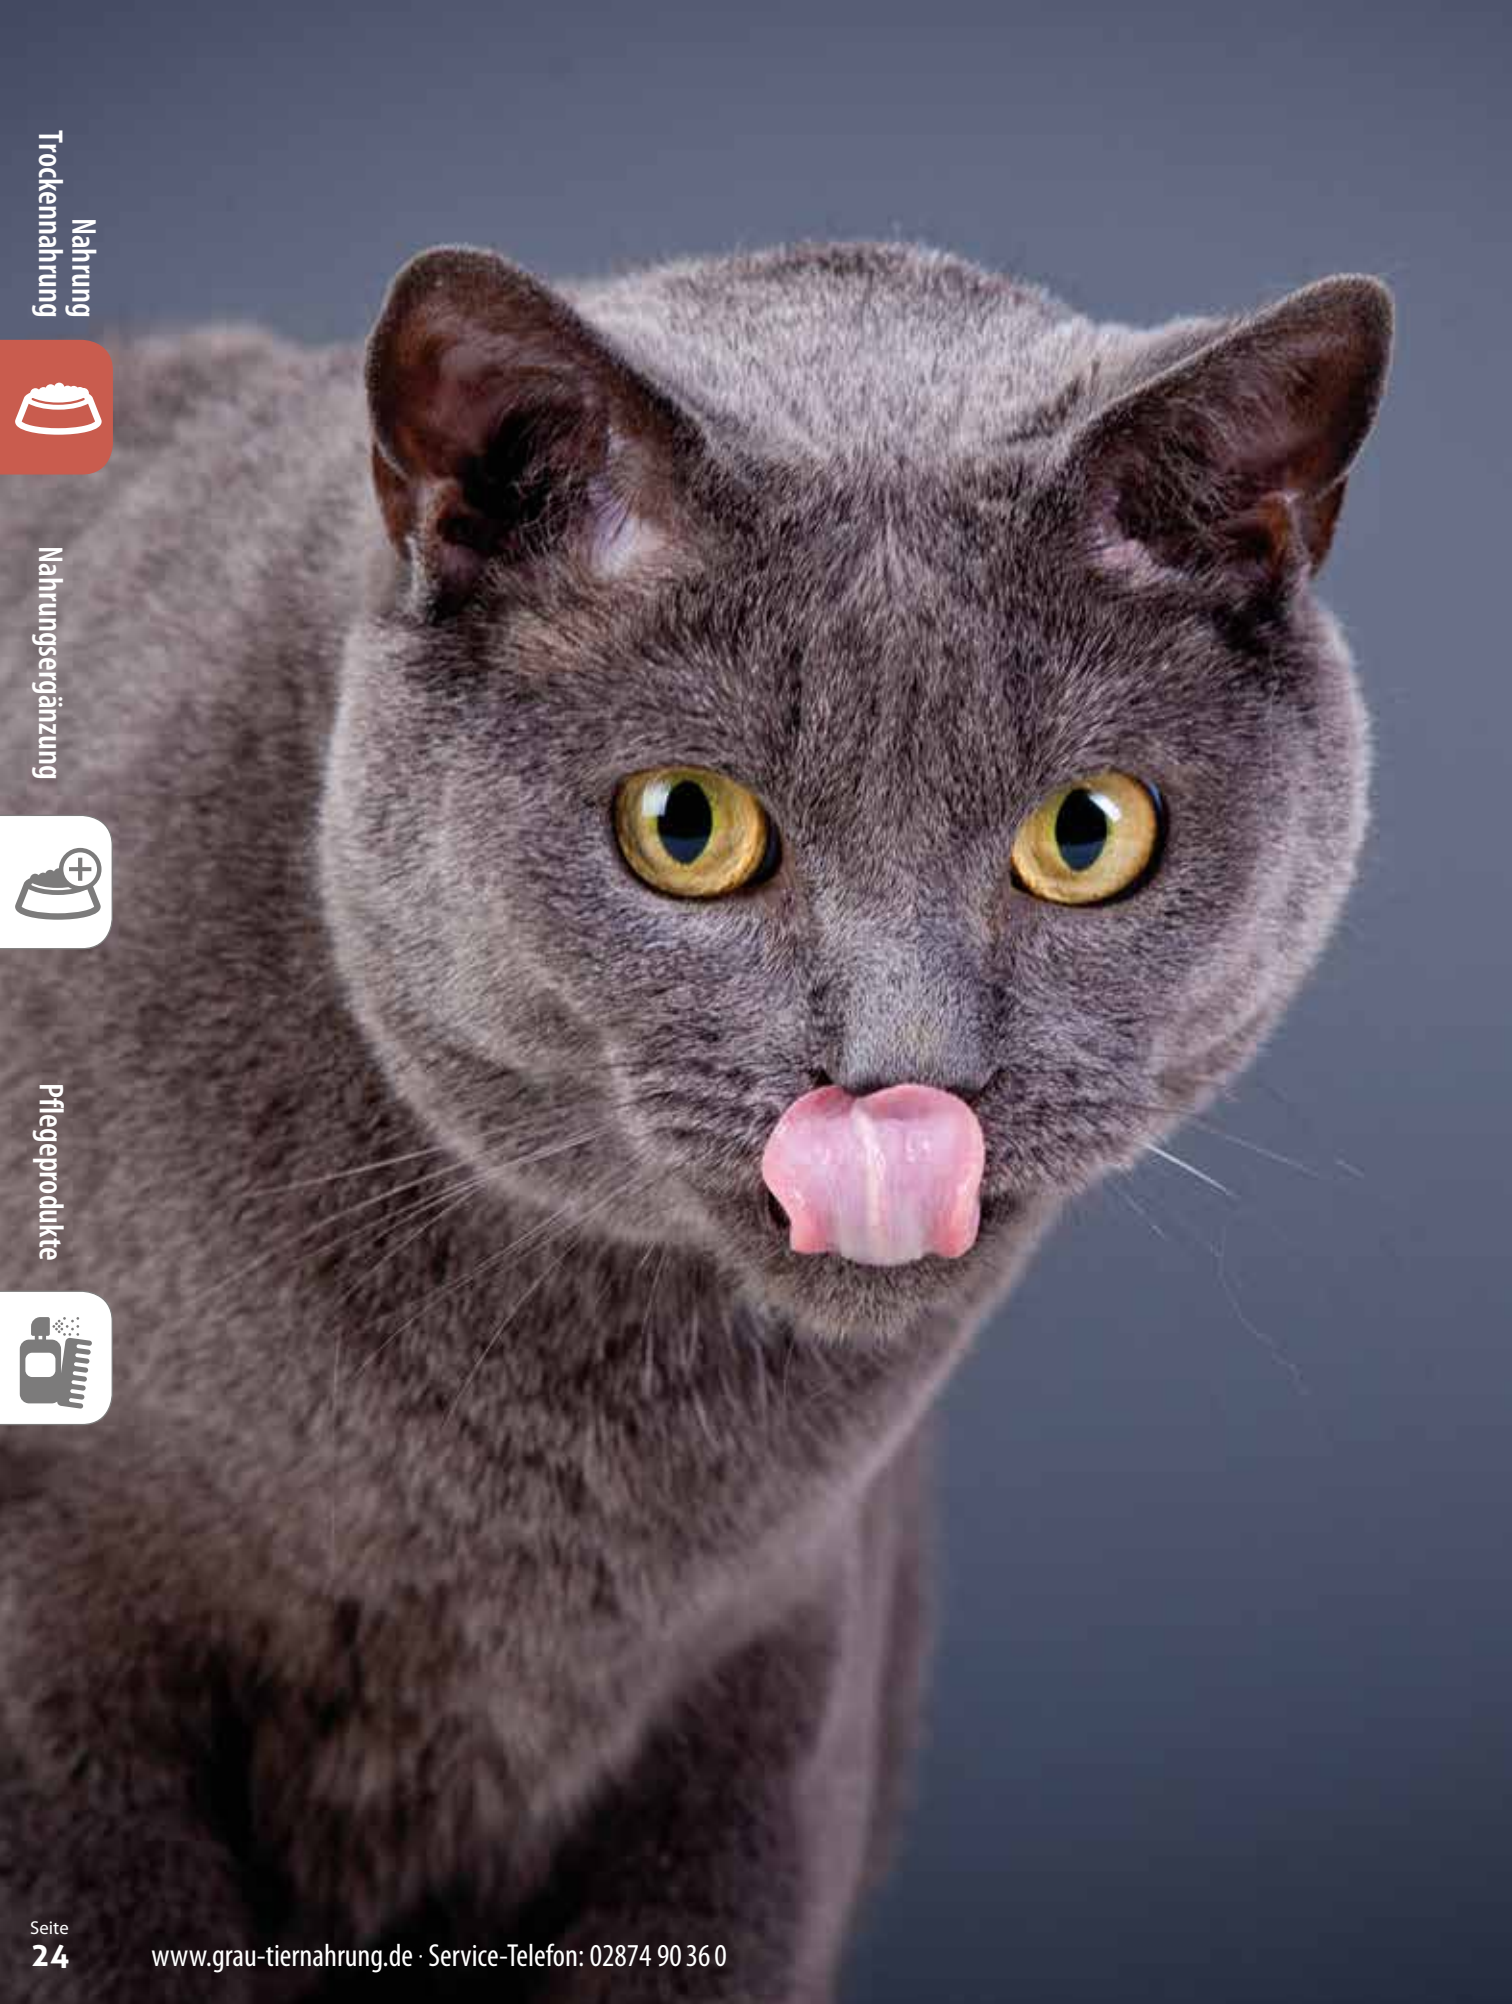 Nahrung
Trockennahrung
Nahrungsergänzung
Pflegeprodukte
Seite
24
www.grau-tiernahrung.de · Service-Telefon: 02874 90 36 0